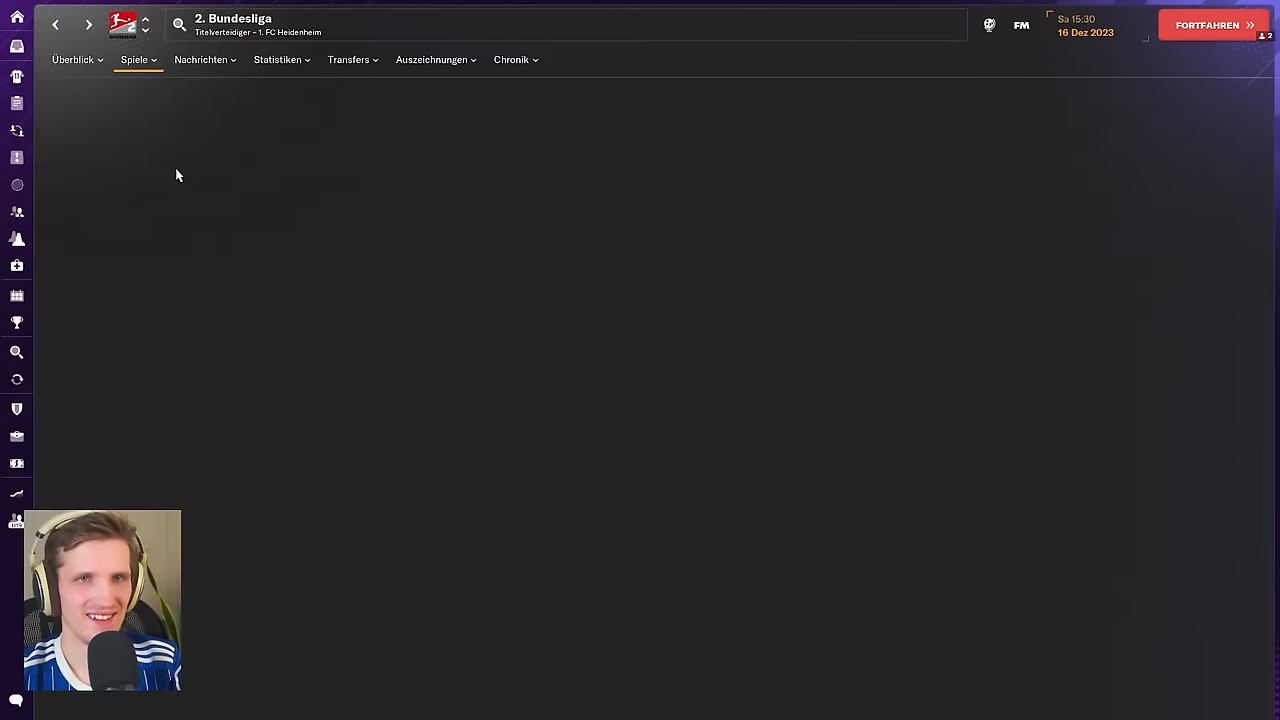 2. Bundesliga
Titelverteidiger - 1. FC Heidenheim
FM
Sa 15:30
16 Dez 2023
FORTFAHREN
2
Überblick
Spiele
Nachrichten
Statistiken
Transfers
Auszeichnungen
Chronik